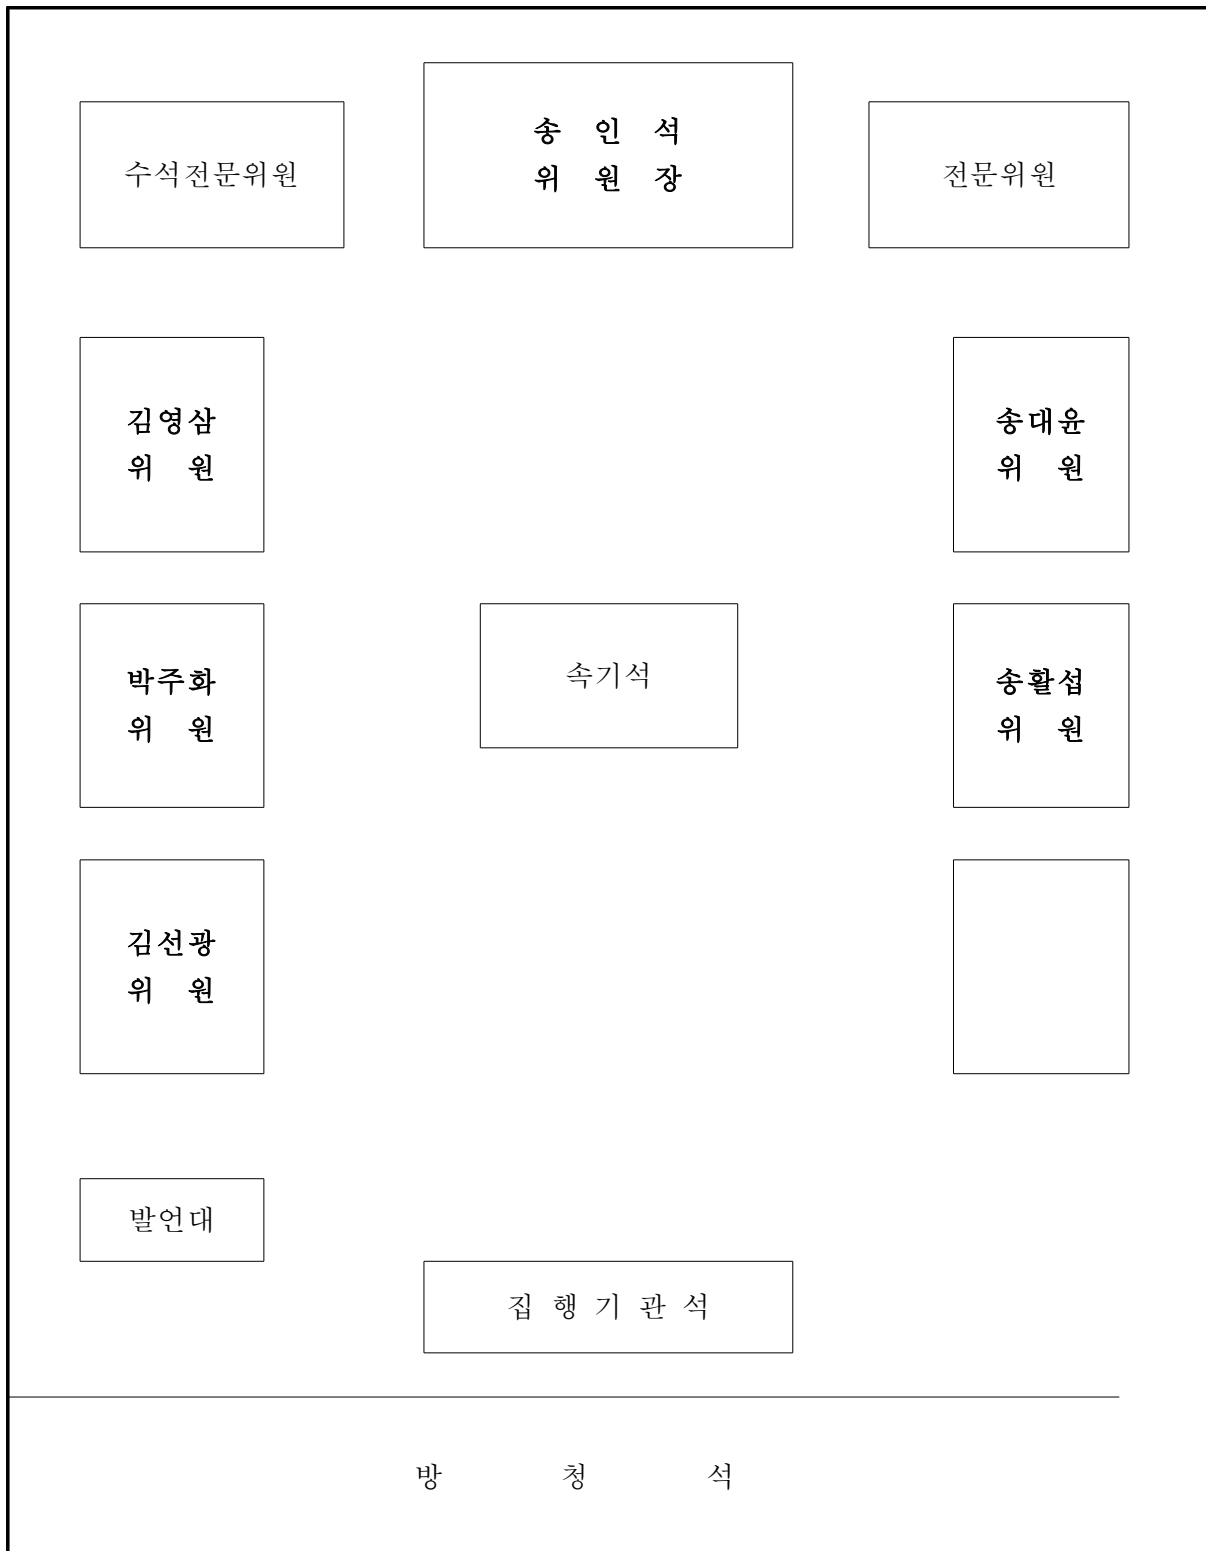 수석전문위원
송 인 석
위 원 장
전문위원
김영삼
위 원
송대윤
위 원
박주화
위 원
속기석
송활섭
위 원
김선광
위 원
발언대
집 행 기 관 석
방 청 석